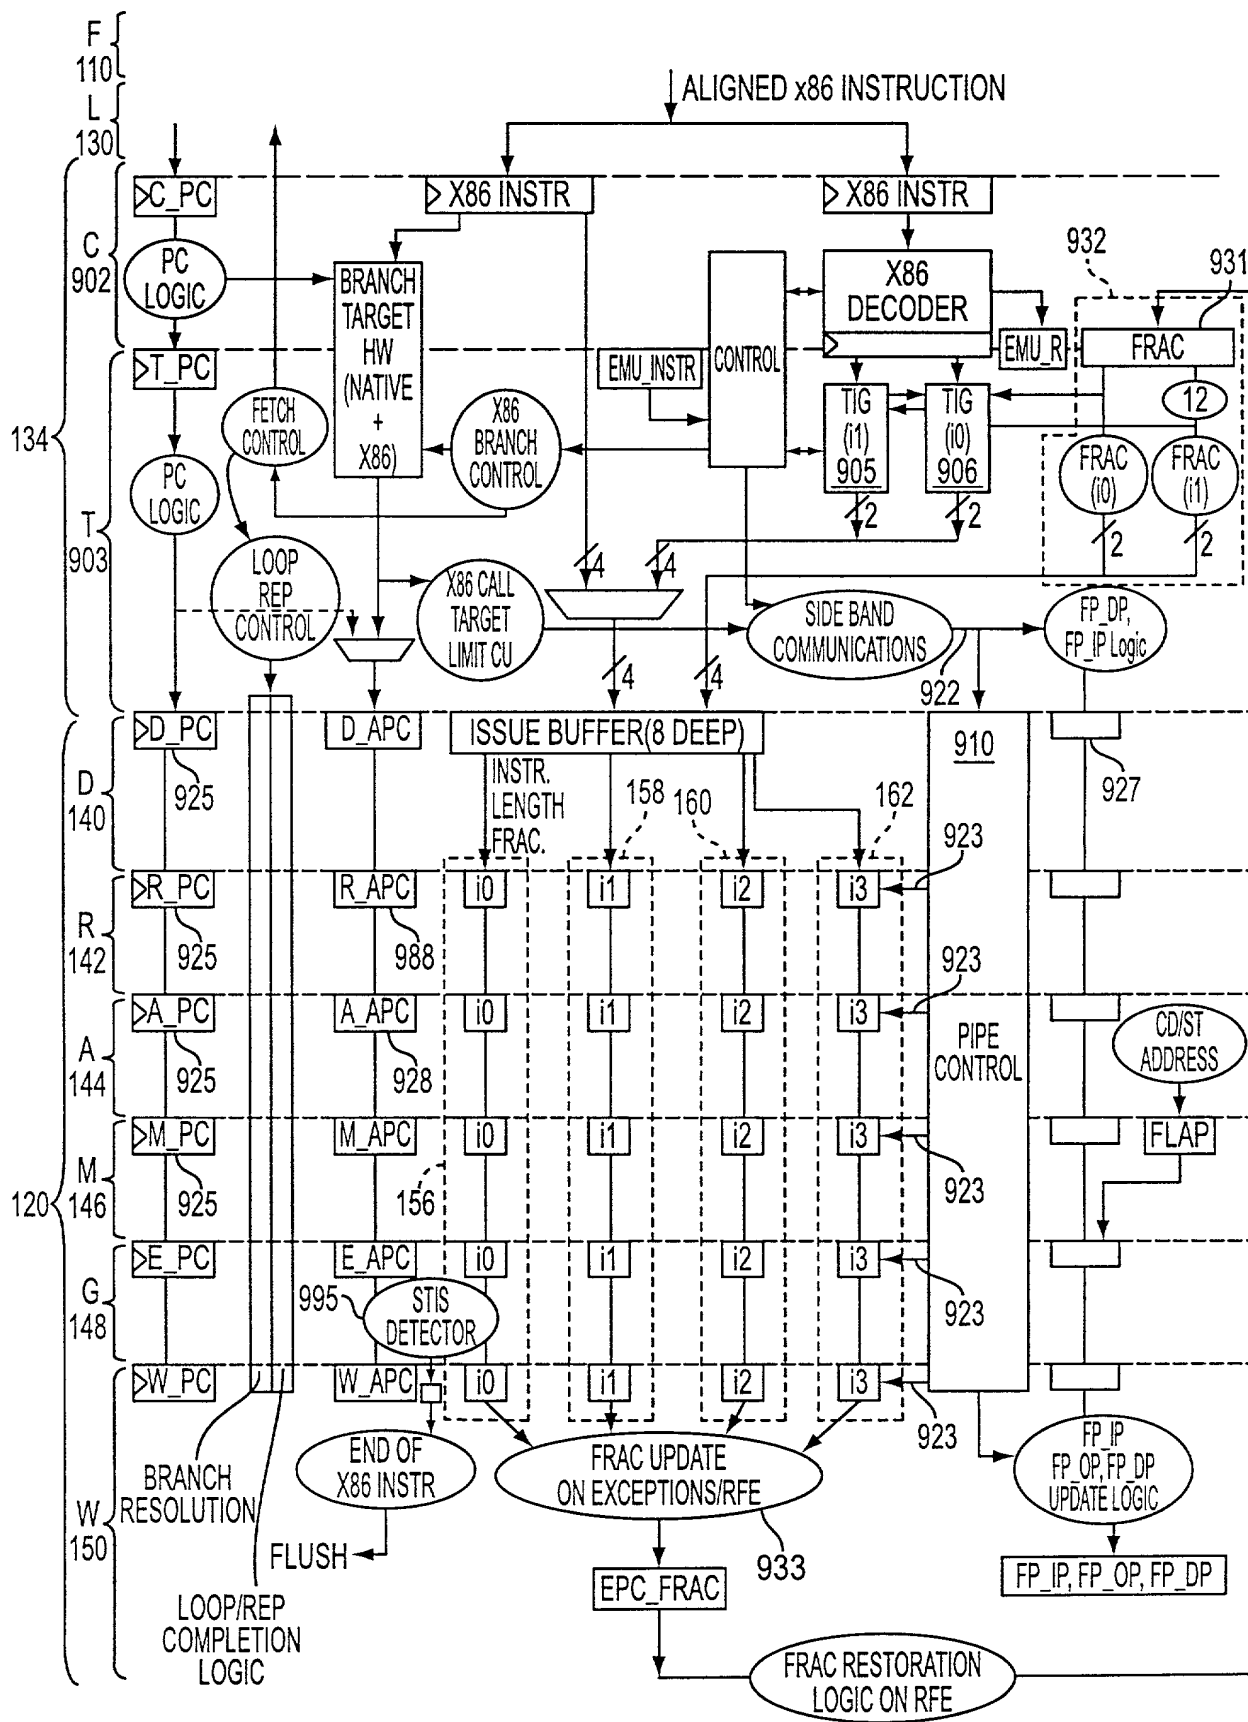 F
110
L
130
ALIGNED x86 INSTRUCTION
C_PC
X86 INSTR
X86 INSTR
C
902
PC
LOGIC
BRANCH
TARGET
HW
(NATIVE
+
X86)
CONTROL
X86
DECODER
932
931
T_PC
EMU_INSTR
EMU_R
FRAC
12
134
FETCH
CONTROL
X86
BRANCH
CONTROL
TIG
(i1)
905
TIG
(i0)
906
FRAC
(i0)
FRAC
(i1)
PC
LOGIC
2
2
2
2
T
903
LOOP
REP
CONTROL
X86 CALL
TARGET
LIMIT CU
4
4
SIDE BAND
COMMUNICATIONS
FP_DP,
FP_IP Logic
4
4
922
D_PC
D_APC
ISSUE BUFFER(8 DEEP)
910
925
927
D
140
INSTR.
LENGTH
FRAC.
158
160
162
923
R_PC
R_APC
i0
i1
i2
i3
R
142
925
988
923
A_PC
A_APC
i0
i1
i2
i3
PIPE
CONTROL
CD/ST
ADDRESS
A
144
925
928
M_PC
M_APC
i0
i1
i2
i3
FLAP
M
146
925
156
923
120
E_PC
E_APC
i0
i1
i2
i3
G
148
995
STIS
DETECTOR
923
W_PC
W_APC
i0
i1
i2
i3
923
BRANCH
RESOLUTION
END OF
X86 INSTR
FRAC UPDATE
ON EXCEPTIONS/RFE
FP_IP
FP_OP, FP_DP
UPDATE LOGIC
W
150
FLUSH
933
EPC_FRAC
FP_IP, FP_OP, FP_DP
LOOP/REP
COMPLETION
LOGIC
FRAC RESTORATION
LOGIC ON RFE